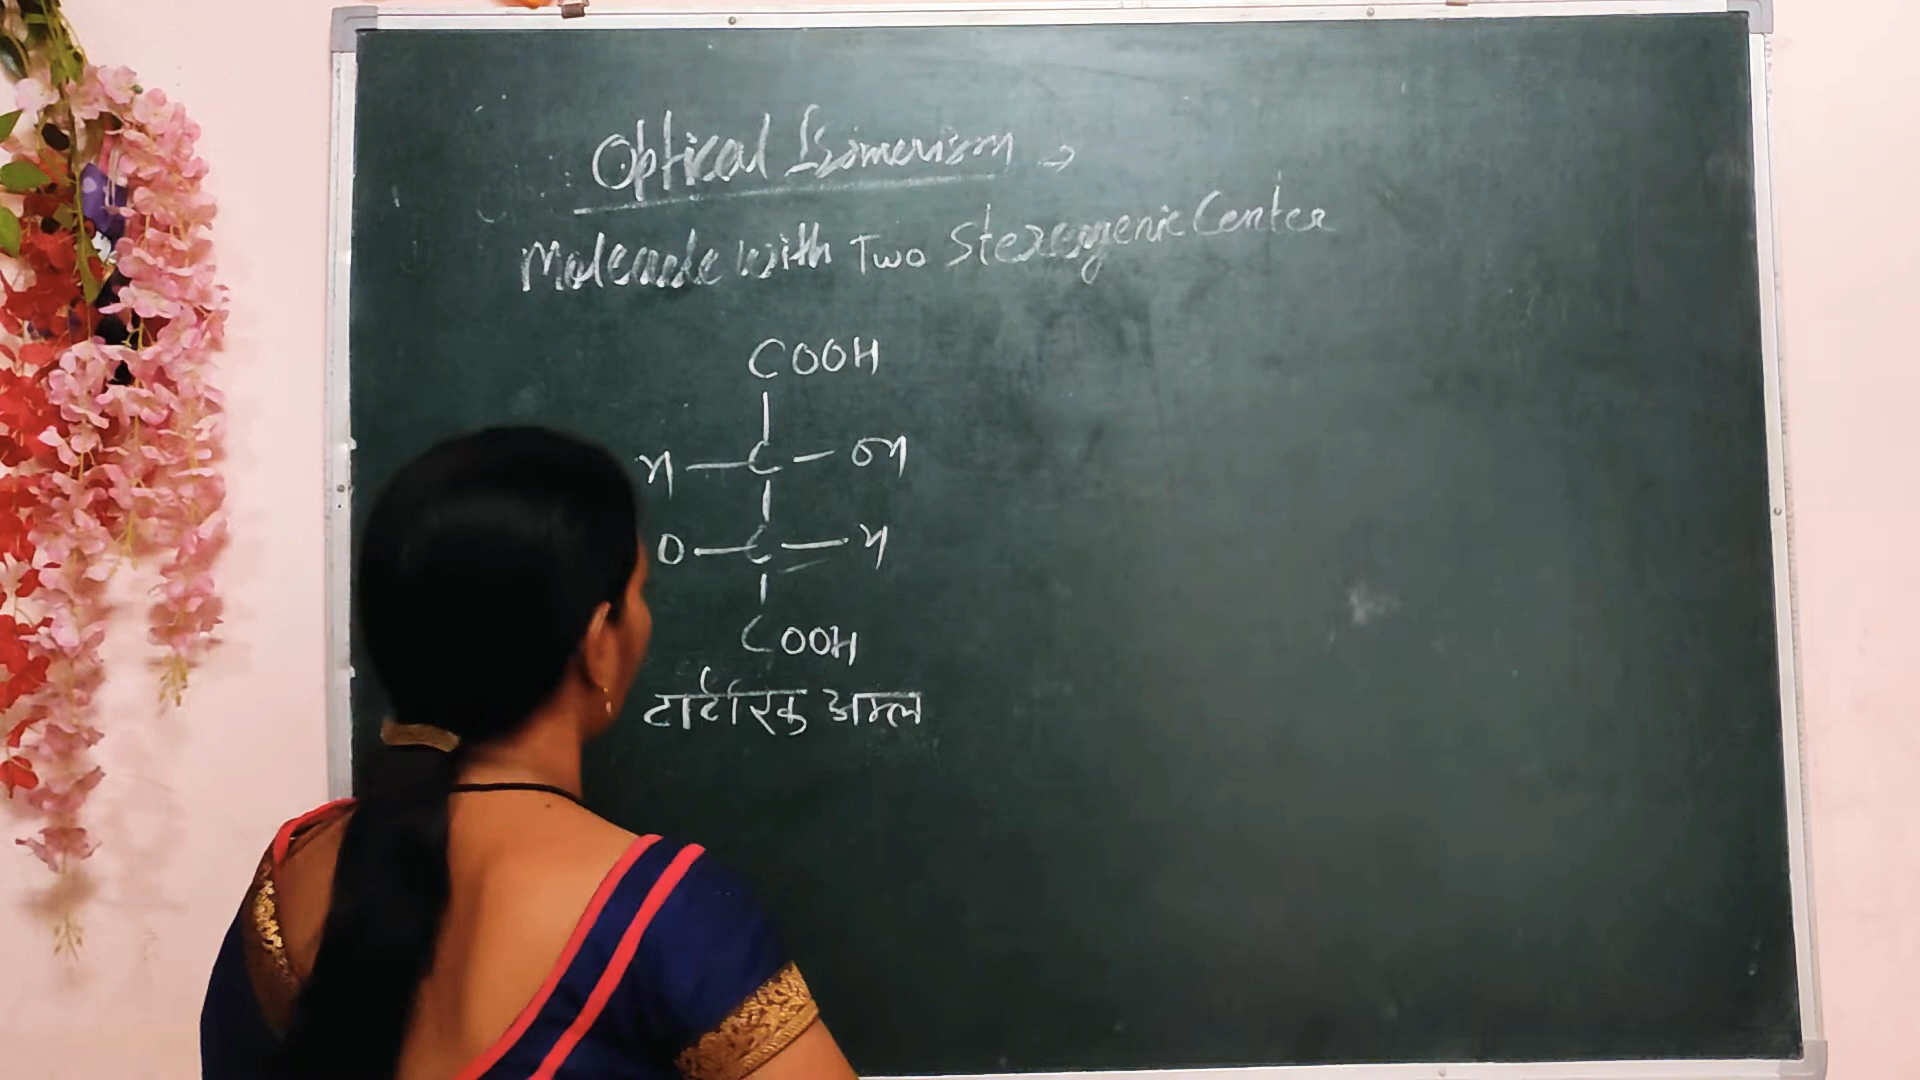 Optical Isomerism →
Molecule with Two Stereogenic Center
COOH
H — C — OH
O — C — H
COOH
टार्टरिक अम्ल